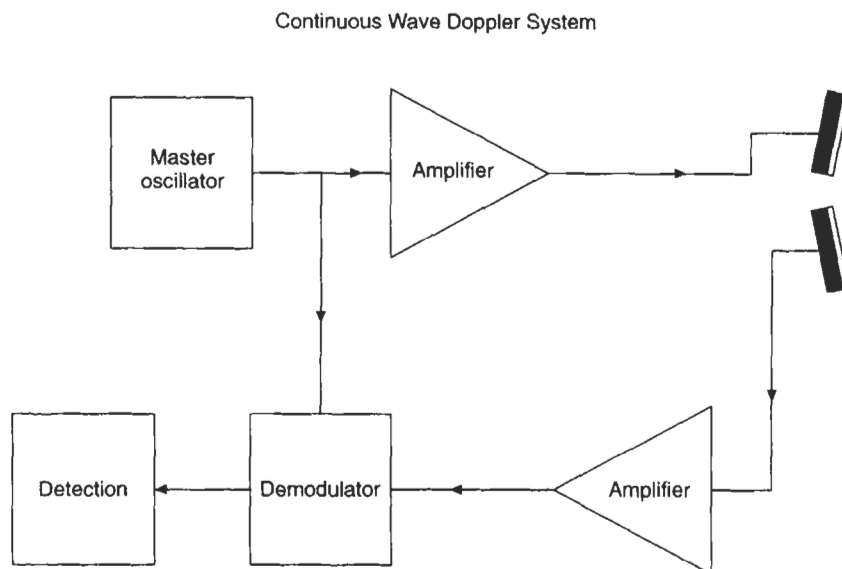 Continuous Wave Doppler System
Master
oscillator
Amplifier
Detection
Demodulator
Amplifier